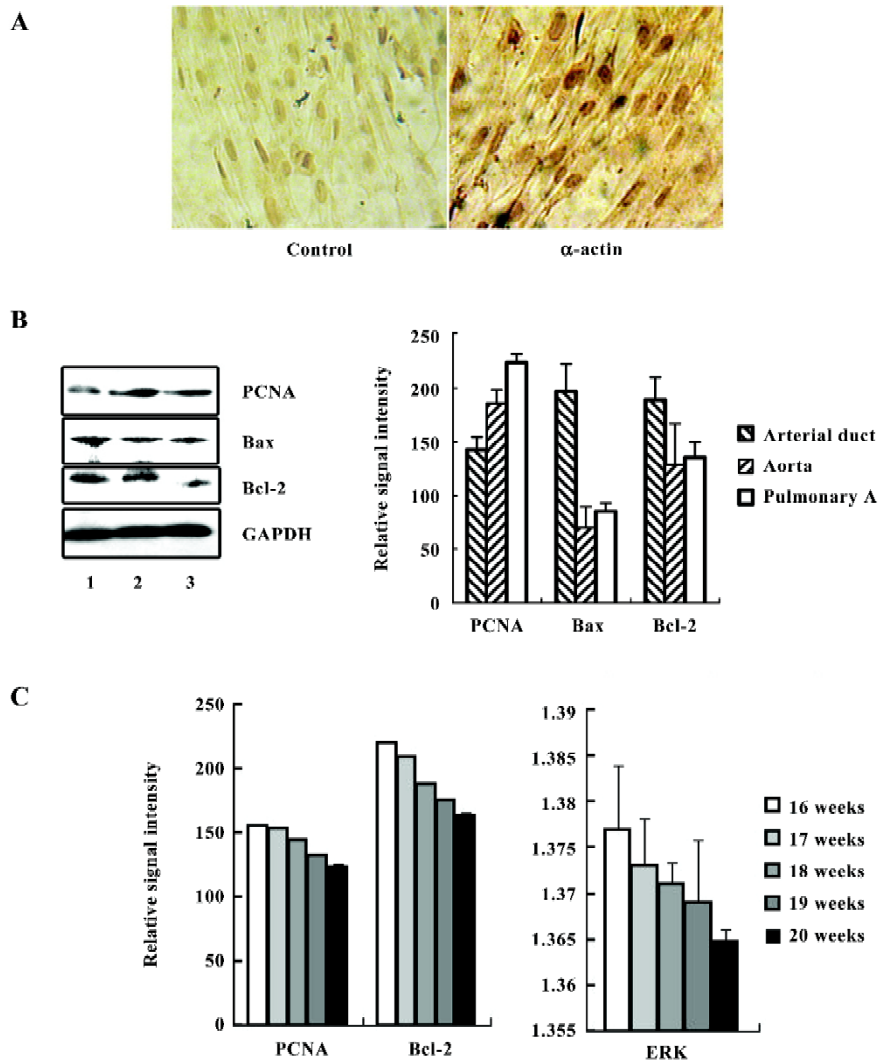 A
Control
α-actin
B
PCNA
Bax
Bcl-2
GAPDH
1 2 3
Relative signal intensity
250
200
150
100
50
0
PCNA Bax Bcl-2
Arterial duct
Aorta
Pulmonary A
C
Relative signal intensity
250
200
150
100
50
0
PCNA Bcl-2
1.39
1.385
1.38
1.375
1.37
1.365
1.36
1.355
ERK
16 weeks
17 weeks
18 weeks
19 weeks
20 weeks